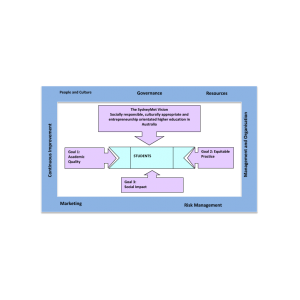 People and Culture
Governance
Resources
The SydneyMet Vision
Socially responsible, culturally appropriate and
entrepreneurship orientated higher education in
Australia
Continuous Improvement
Management and Organisation
Goal 1:
Academic
Quality
STUDENTS
Goal 2: Equitable
Practice
Goal 3:
Social Impact
Marketing
Risk Management